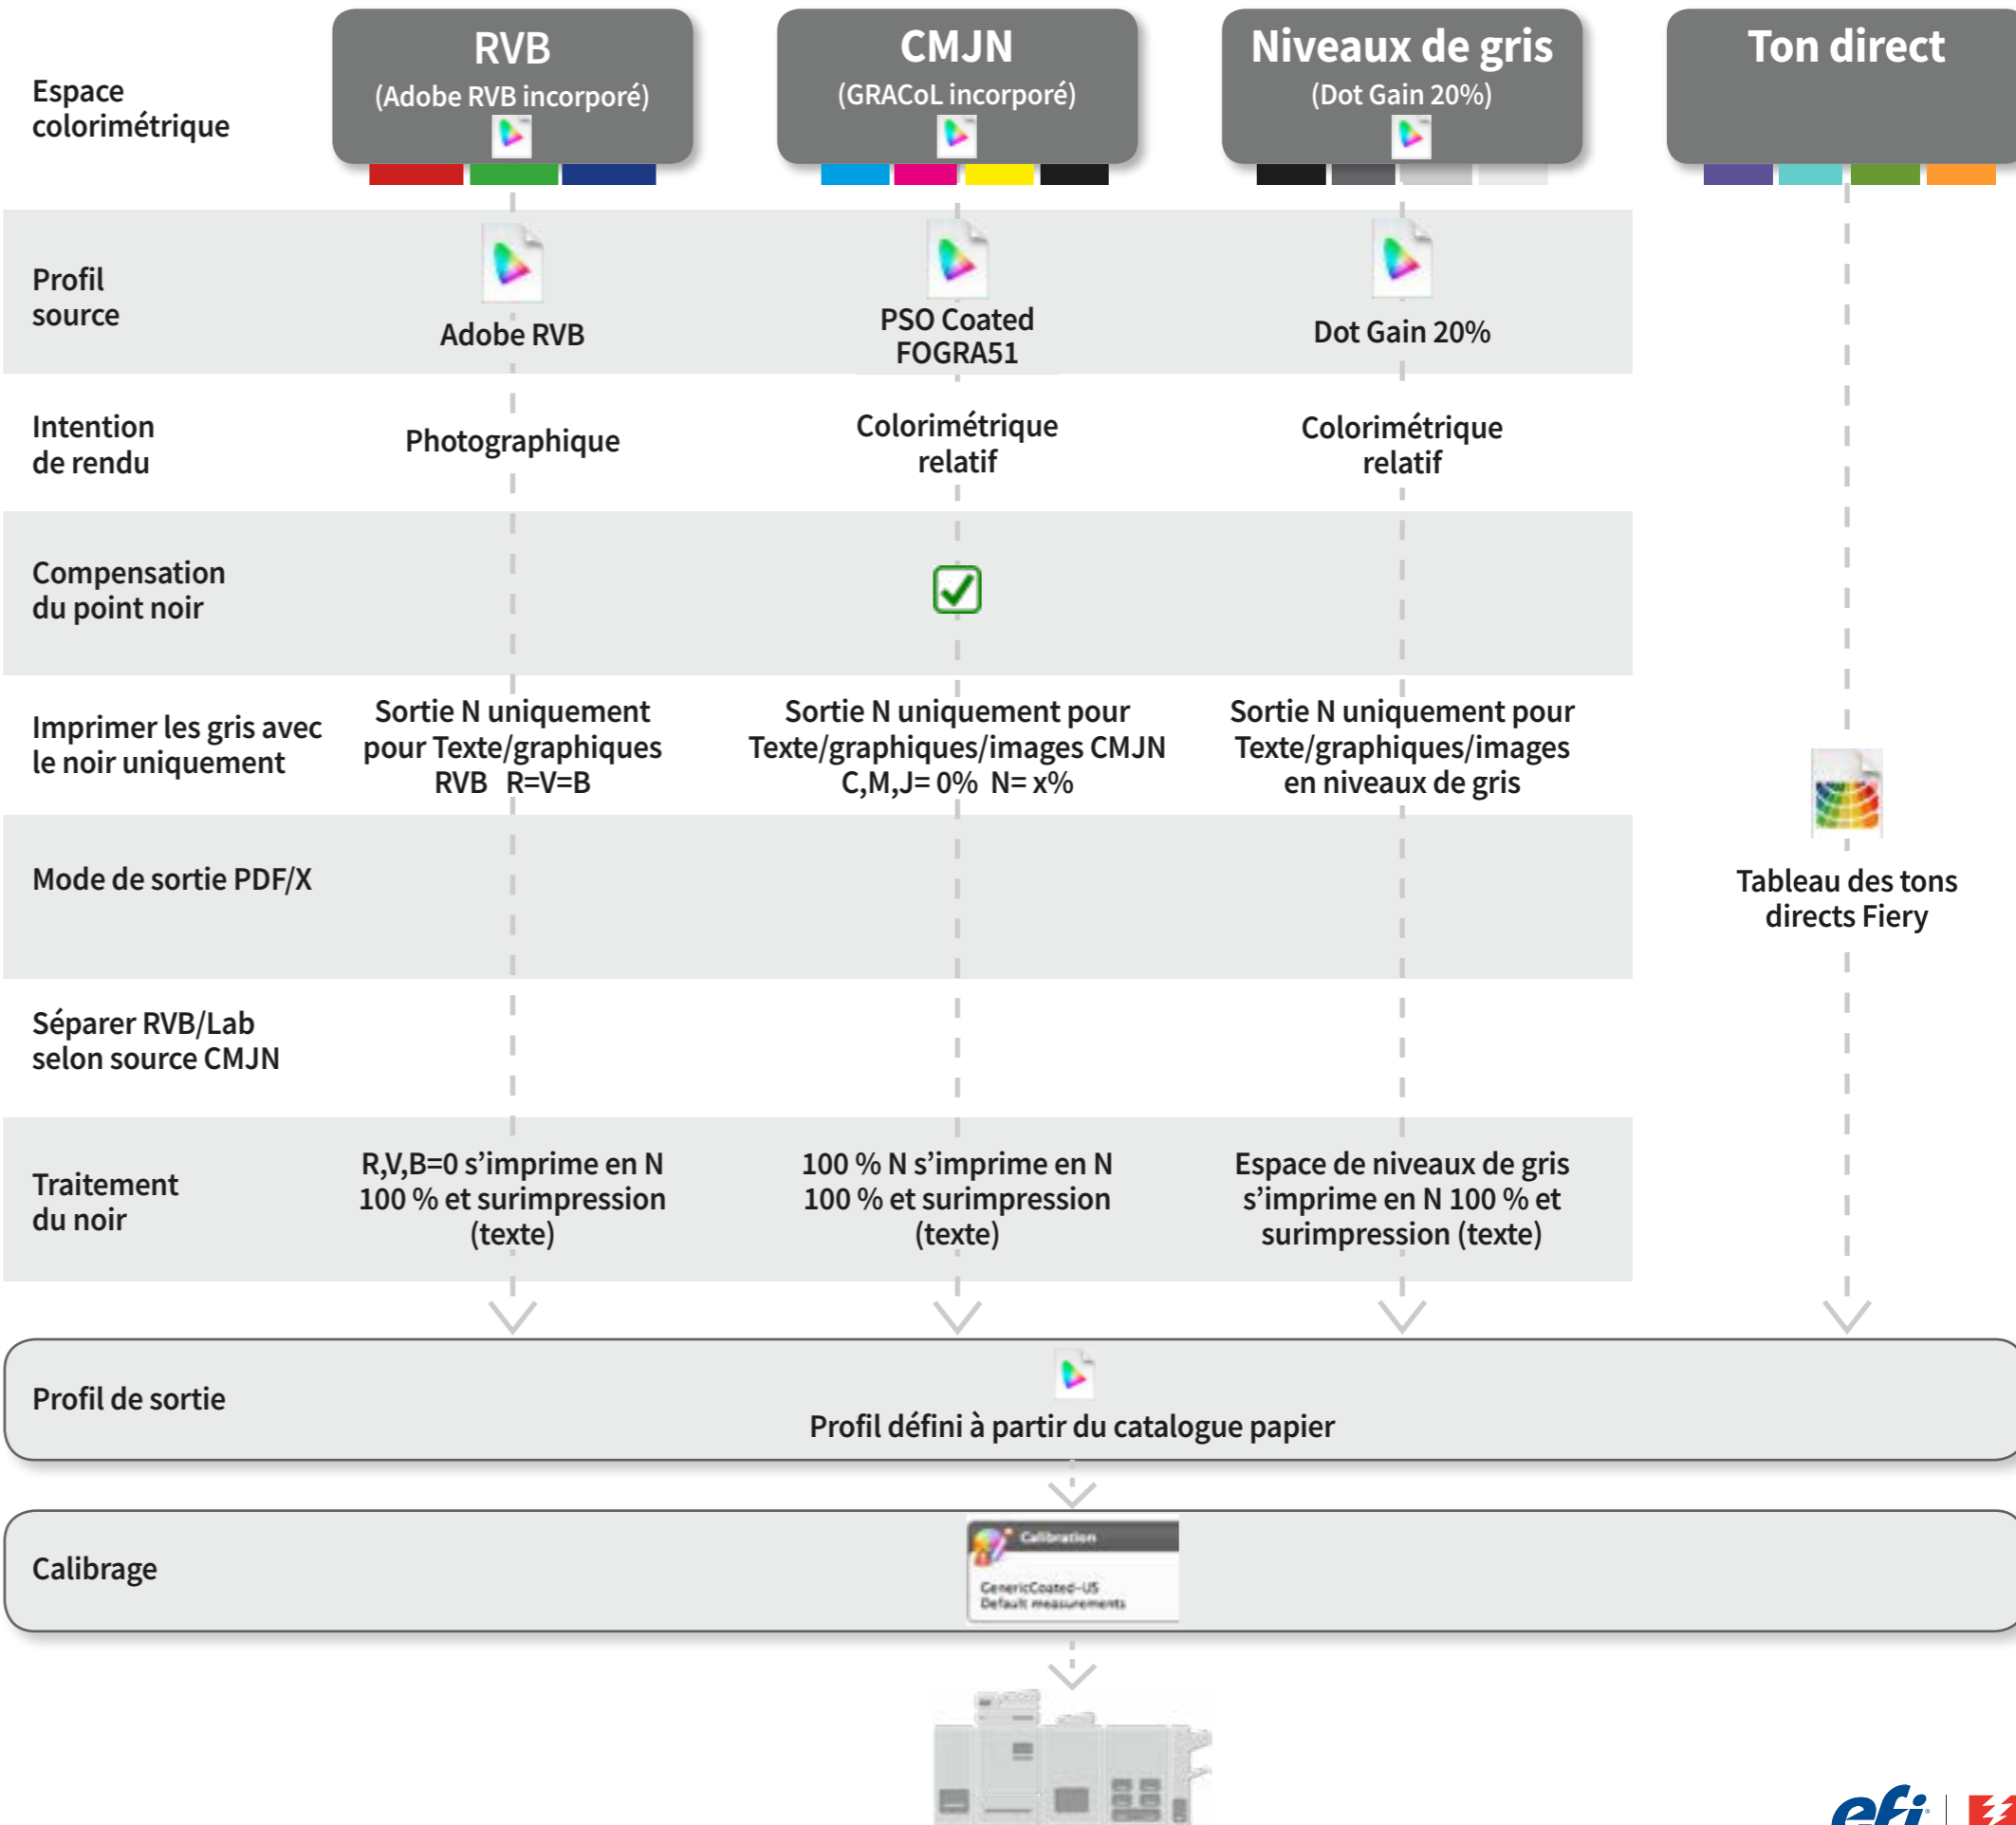 Espace
colorimétrique
RVB
(Adobe RVB incorporé)
CMJN
(GRACoL incorporé)
Niveaux de gris
(Dot Gain 20%)
Ton direct
Profil
source
Adobe RVB
PSO Coated
FOGRA51
Dot Gain 20%
Intention
de rendu
Photographique
Colorimétrique
relatif
Colorimétrique
relatif
Compensation
du point noir
Imprimer les gris avec
le noir uniquement
Sortie N uniquement
pour Texte/graphiques
RVB R=V=B
Sortie N uniquement pour
Texte/graphiques/images CMJN
C,M,J= 0% N= x%
Sortie N uniquement pour
Texte/graphiques/images
en niveaux de gris
Mode de sortie PDF/X
Tableau des tons
directs Fiery
Séparer RVB/Lab
selon source CMJN
Traitement
du noir
R,V,B=0 s’imprime en N
100 % et surimpression
(texte)
100 % N s’imprime en N
100 % et surimpression
(texte)
Espace de niveaux de gris
s’imprime en N 100 % et
surimpression (texte)
Profil de sortie
Profil défini à partir du catalogue papier
Calibrage
Calibration
GenericCoated-US
Default measurements
efi